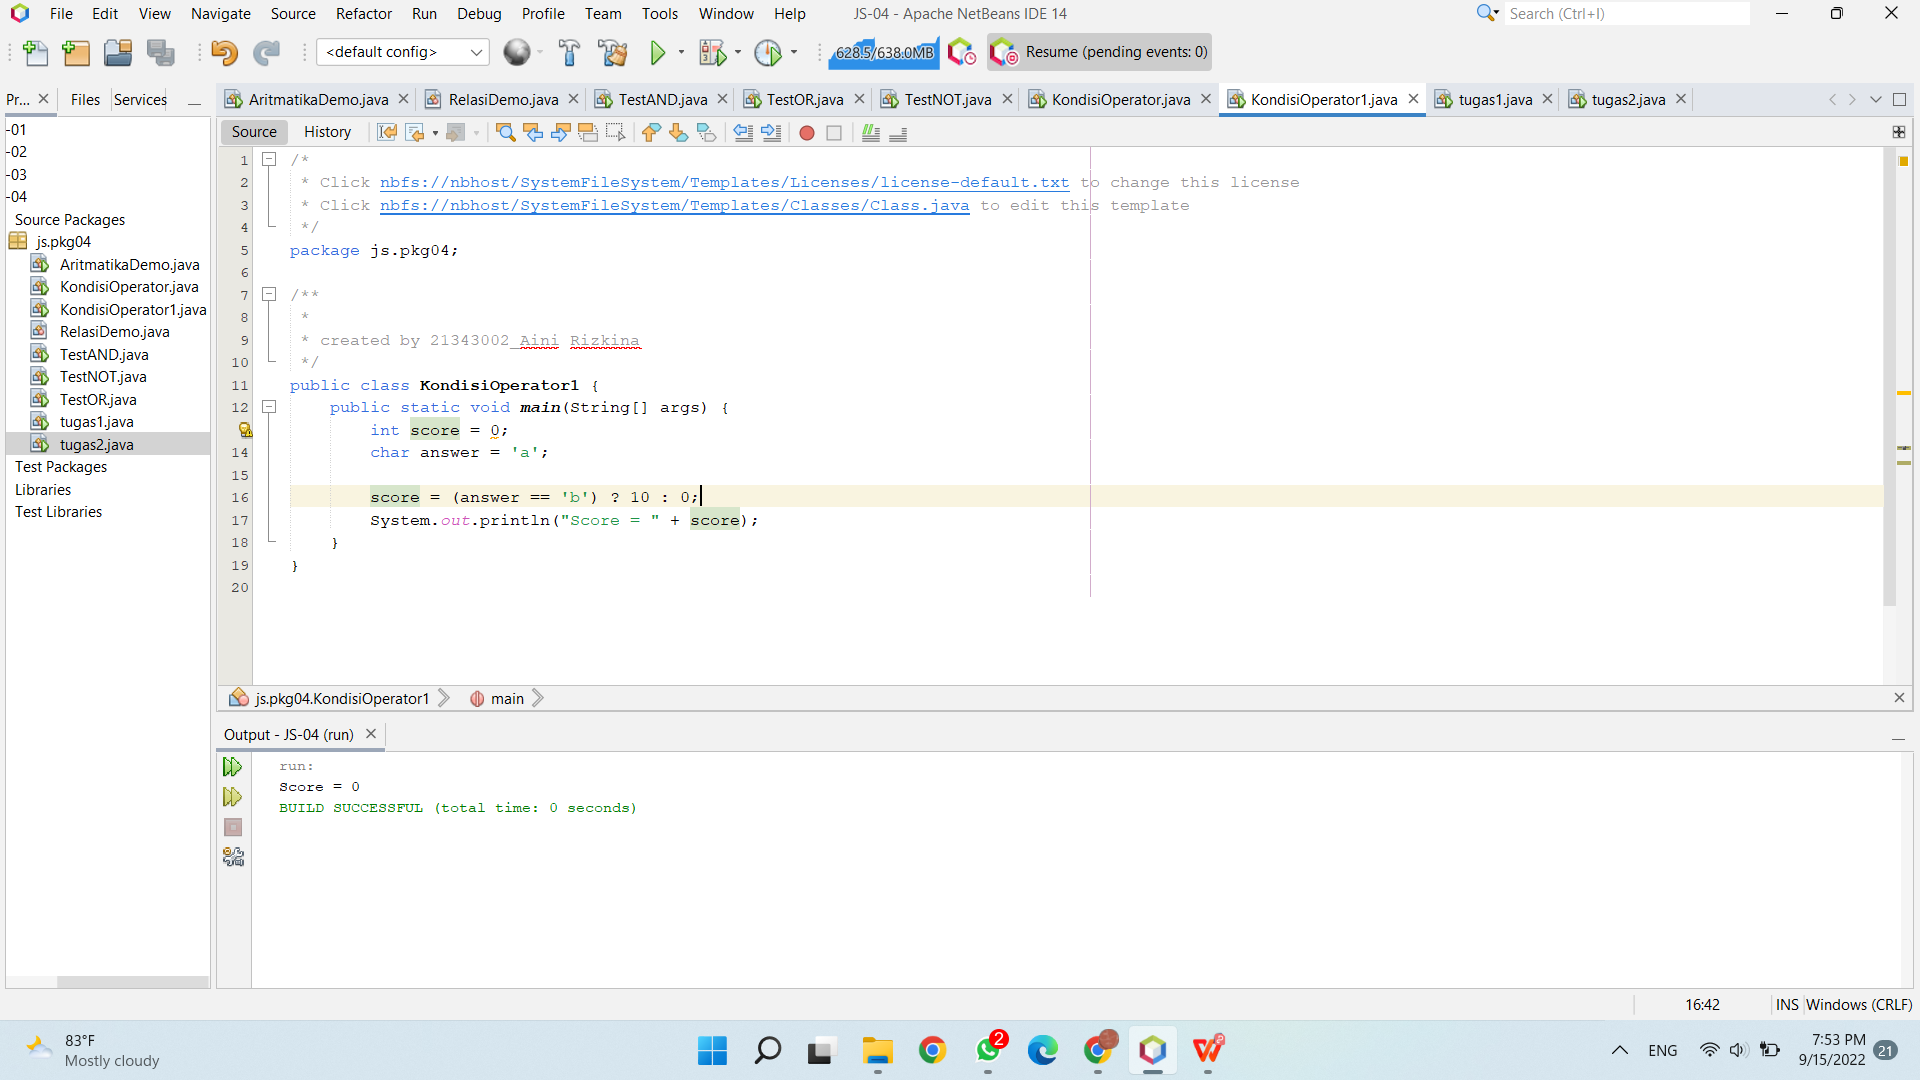 File Edit View Navigate Source Refactor Run Debug Profile Team Tools Window Help
JS-04 - Apache NetBeans IDE 14
Search (Ctrl+I)
<default config>
628.5/638.0MB
Resume (pending events: 0)
Pr... Files Services
AritmatikaDemo.java RelasiDemo.java TestAND.java TestOR.java TestNOT.java KondisiOperator.java KondisiOperator1.java tugas1.java tugas2.java
-01
-02
-03
-04
Source Packages
js.pkg04
AritmatikaDemo.java
KondisiOperator.java
KondisiOperator1.java
RelasiDemo.java
TestAND.java
TestNOT.java
TestOR.java
tugas1.java
tugas2.java
Test Packages
Libraries
Test Libraries
Source History
1 /*
2 * Click nbfs://nbhost/SystemFileSystem/Templates/Licenses/license-default.txt to change this license
3 * Click nbfs://nbhost/SystemFileSystem/Templates/Classes/Class.java to edit this template
4 */
5 package js.pkg04;
6
7 /**
8 *
9 * created by 21343002_Aini Rizkina
10 */
11 public class KondisiOperator1 {
12 public static void main(String[] args) {
int score = 0;
14 char answer = 'a';
15
16 score = (answer == 'b') ? 10 : 0;
17 System.out.println("Score = " + score);
18 }
19 }
20
js.pkg04.KondisiOperator1 main
Output - JS-04 (run)
run:
Score = 0
BUILD SUCCESSFUL (total time: 0 seconds)
16:42 INS Windows (CRLF)
83°F
Mostly cloudy
2
ENG
7:53 PM
9/15/2022
21